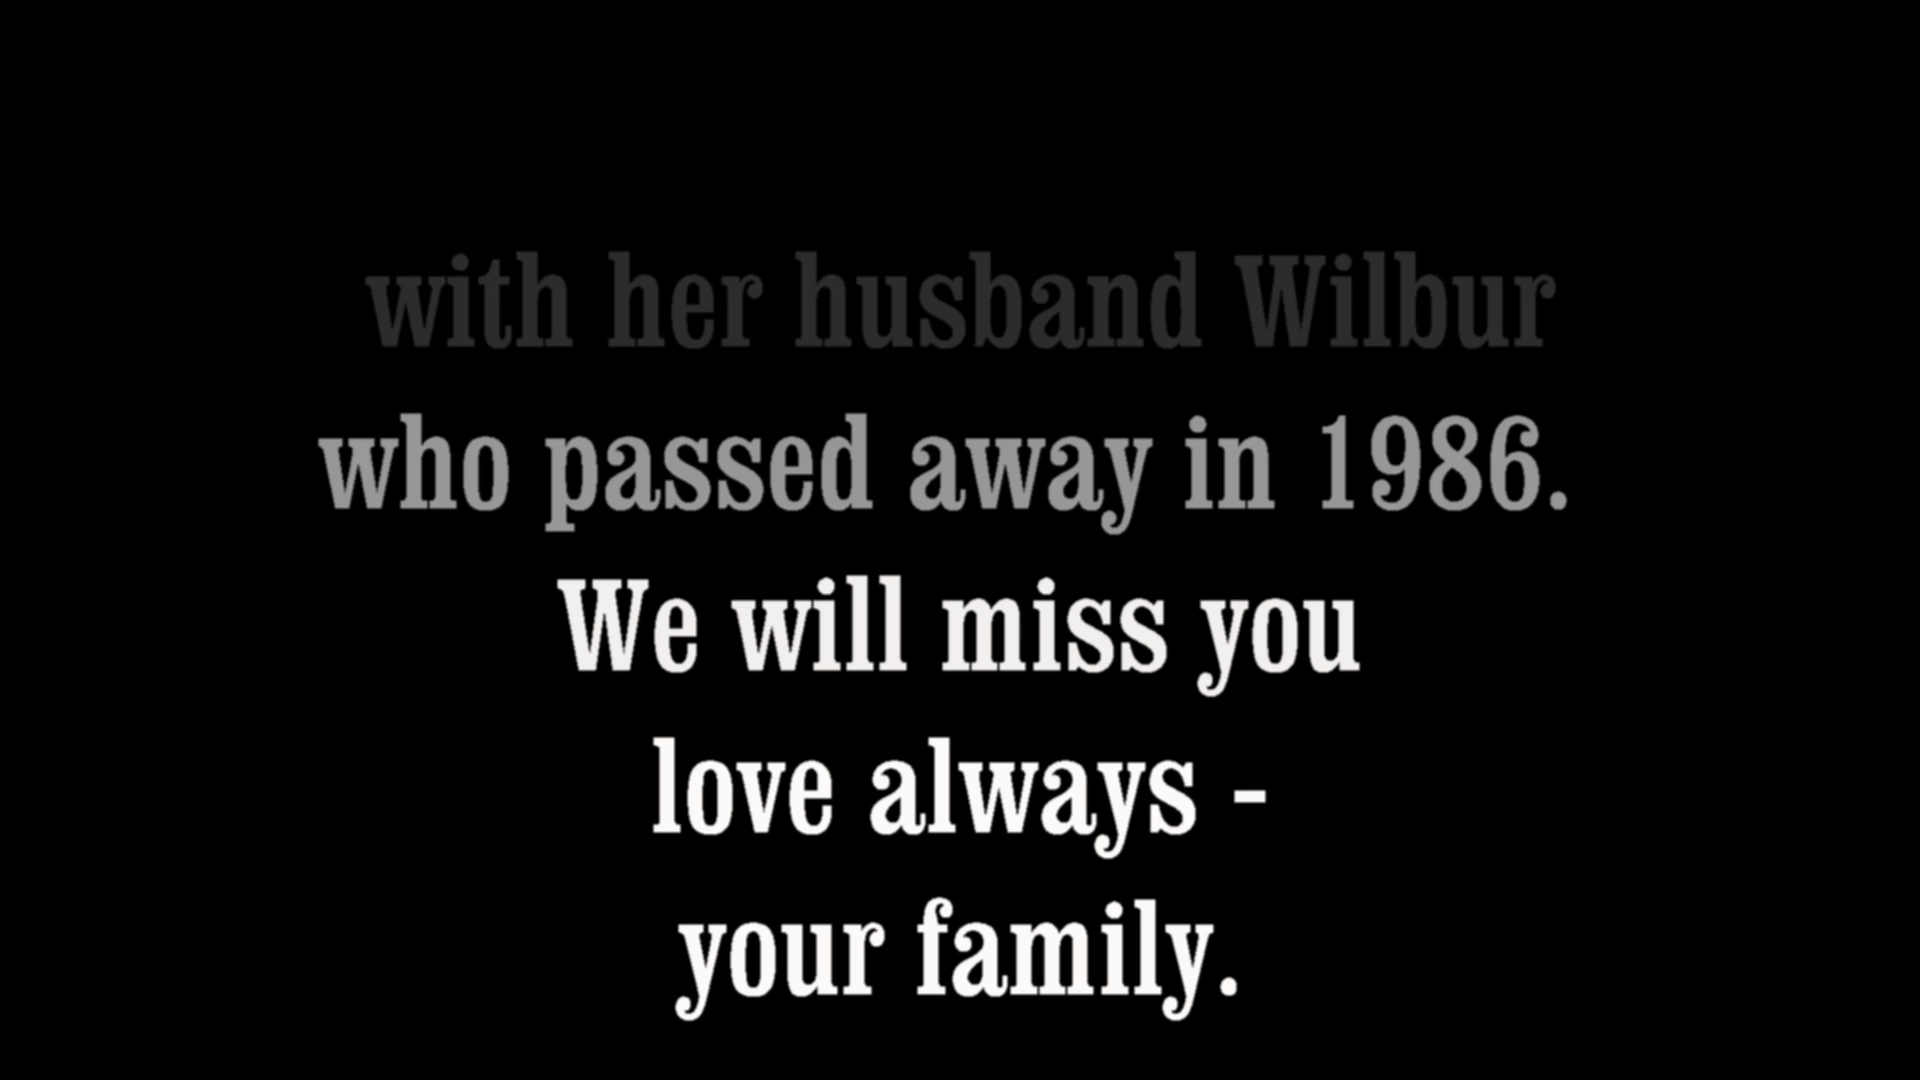 with her husband Wilbur
who passed away in 1986.
We will miss you
love always -
your family.